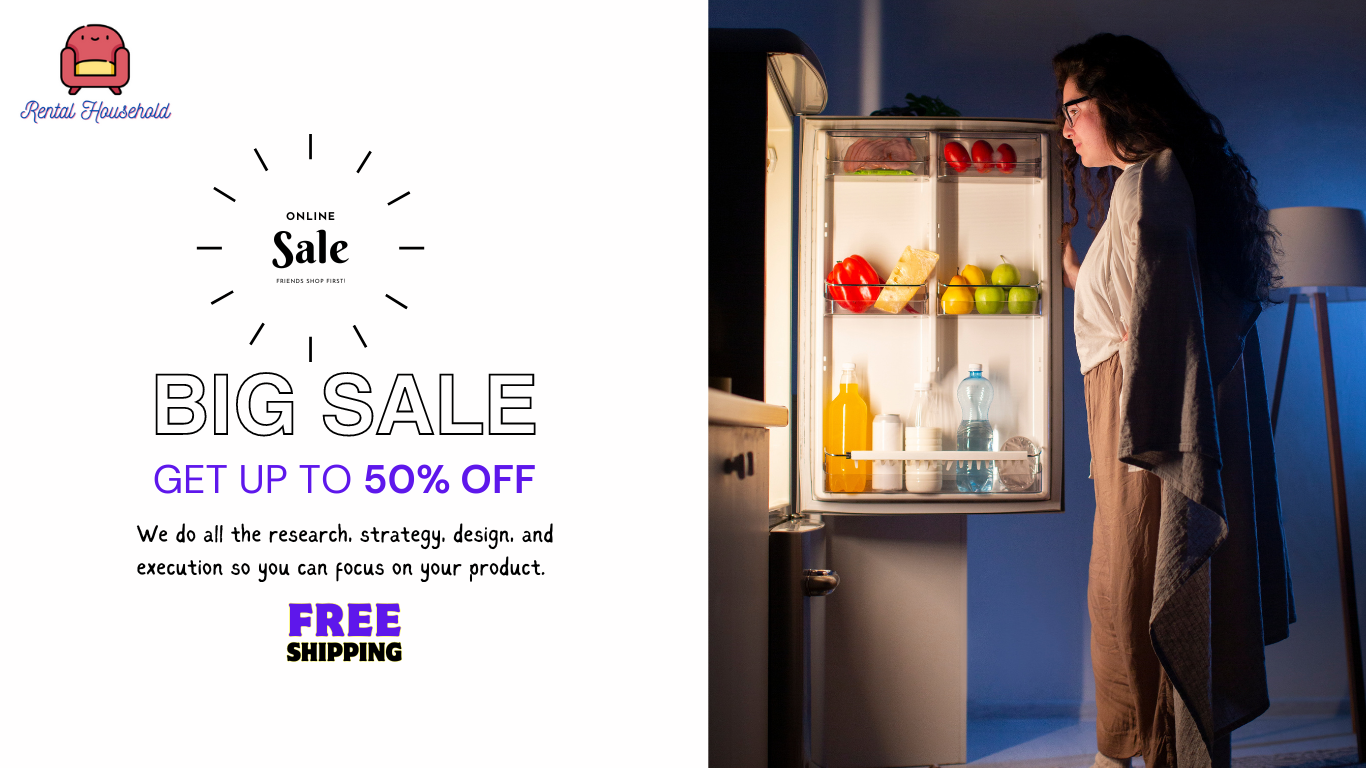 Rental Household
ONLINE
Sale
FRIENDS SHOP FIRST!
BIG SALE
GET UP TO 50% OFF
We do all the research, strategy, design, and
execution so you can focus on your product.
FREE
SHIPPING